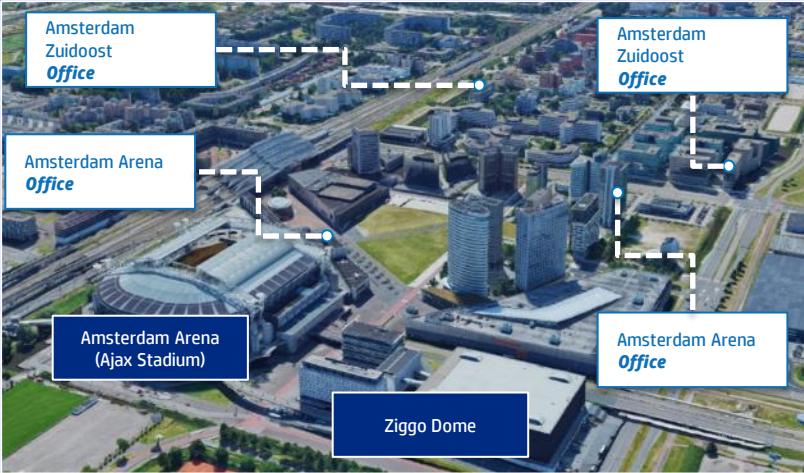 Amsterdam
Zuidoost
Office
Amsterdam
Zuidoost
Office
Amsterdam Arena
Office
Amsterdam Arena
(Ajax Stadium)
Amsterdam Arena
Office
Ziggo Dome